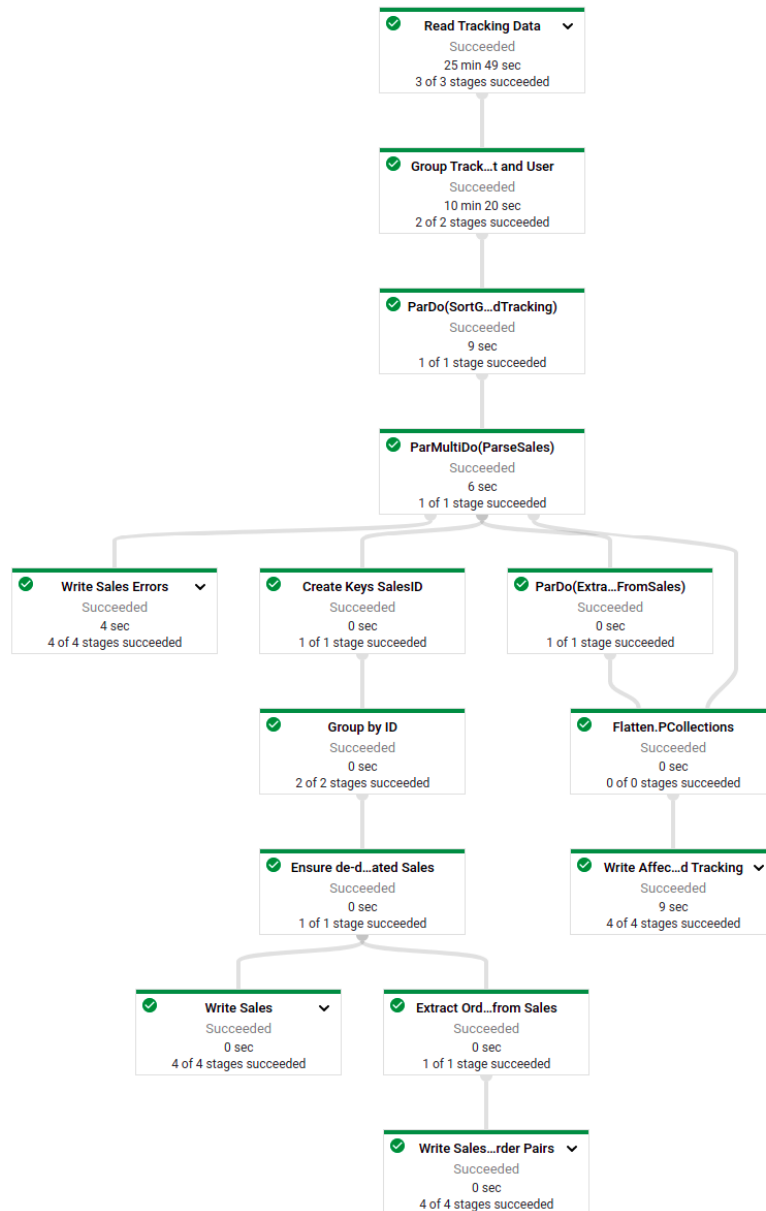 Read Tracking Data
Succeeded
25 min 49 sec
3 of 3 stages succeeded
Group Track...t and User
Succeeded
10 min 20 sec
2 of 2 stages succeeded
ParDo(SortG...dTracking)
Succeeded
9 sec
1 of 1 stage succeeded
ParMultiDo(ParseSales)
Succeeded
6 sec
1 of 1 stage succeeded
Write Sales Errors
Succeeded
4 sec
4 of 4 stages succeeded
Create Keys SalesID
Succeeded
0 sec
1 of 1 stage succeeded
ParDo(Extra...FromSales)
Succeeded
0 sec
1 of 1 stage succeeded
Group by ID
Succeeded
0 sec
2 of 2 stages succeeded
Flatten.PCollections
Succeeded
0 sec
0 of 0 stages succeeded
Ensure de-d...ated Sales
Succeeded
0 sec
1 of 1 stage succeeded
Write Affec...d Tracking
Succeeded
9 sec
4 of 4 stages succeeded
Write Sales
Succeeded
0 sec
4 of 4 stages succeeded
Extract Ord...from Sales
Succeeded
0 sec
1 of 1 stage succeeded
Write Sales...rder Pairs
Succeeded
0 sec
4 of 4 stages succeeded